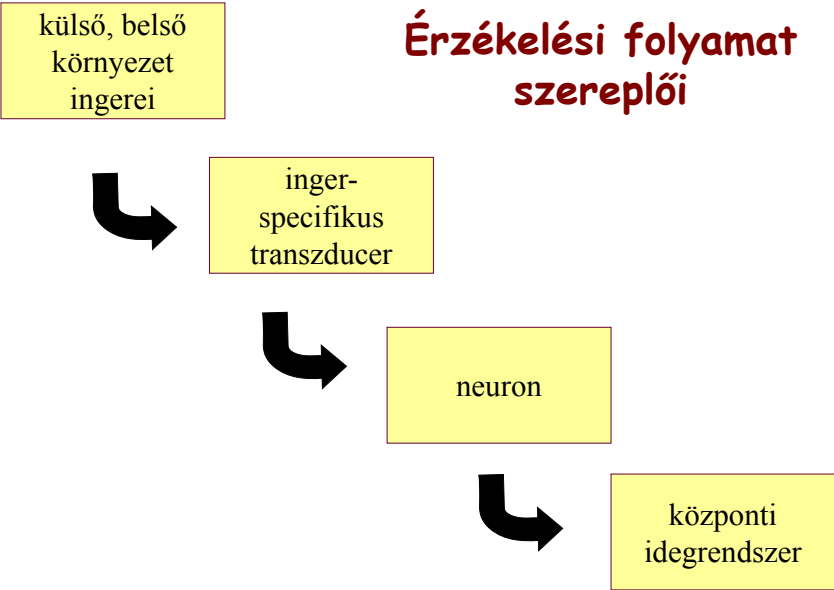 külső, belső
környezet
ingerei
Érzékelési folyamat
szereplői
inger-
specifikus
transzducer
neuron
központi
idegrendszer